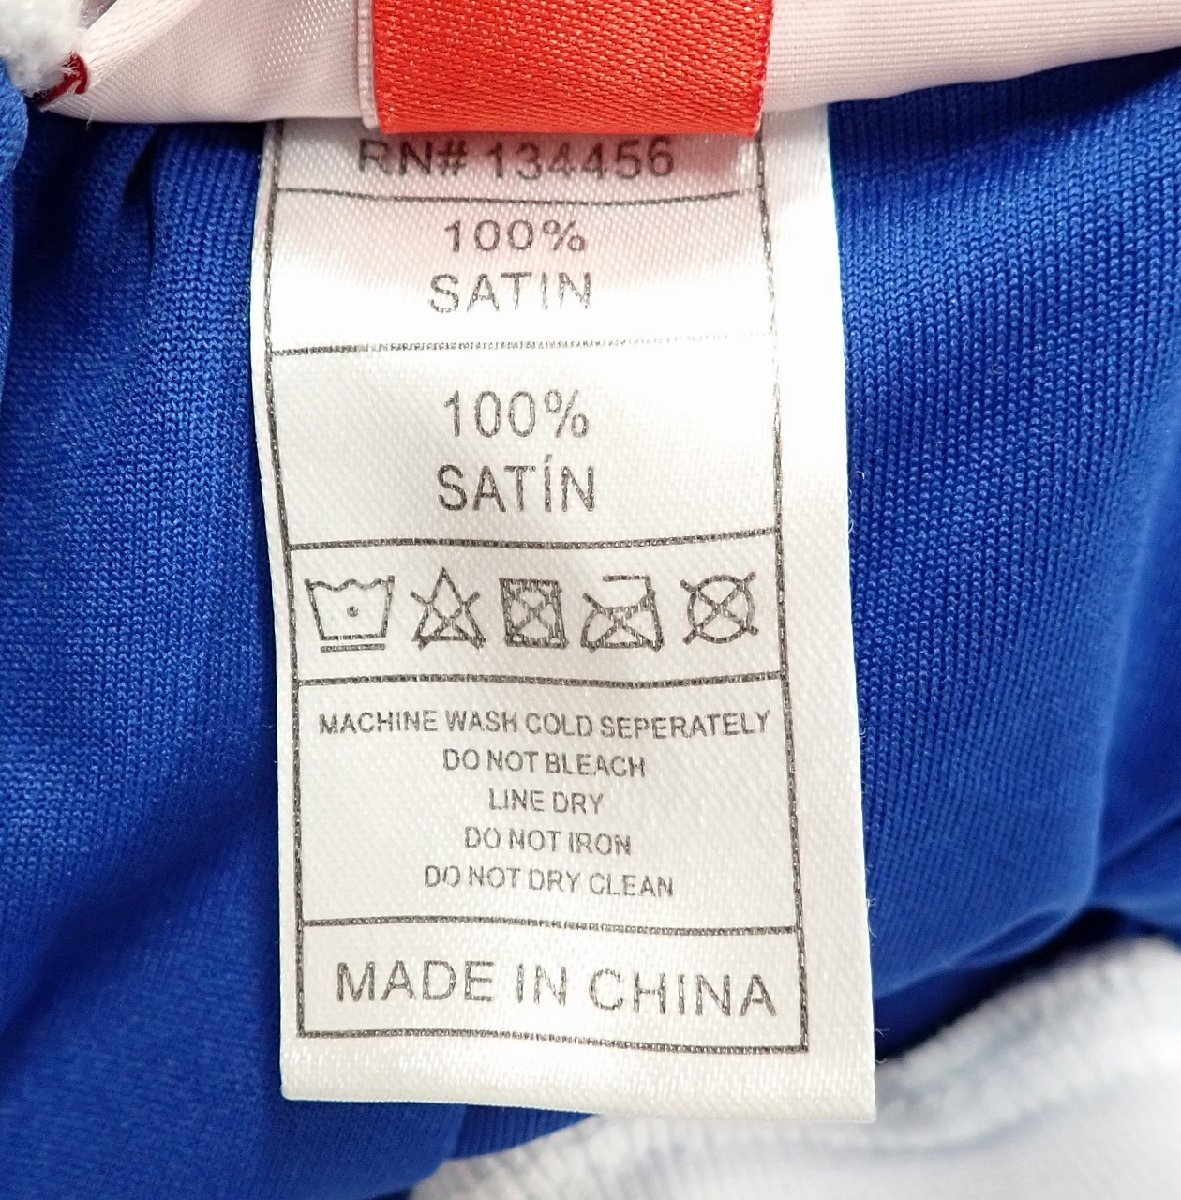 RN# 134456
100%
SATIN
100%
SATÍN
MACHINE WASH COLD SEPERATELY
DO NOT BLEACH
LINE DRY
DO NOT IRON
DO NOT DRY CLEAN
MADE IN CHINA